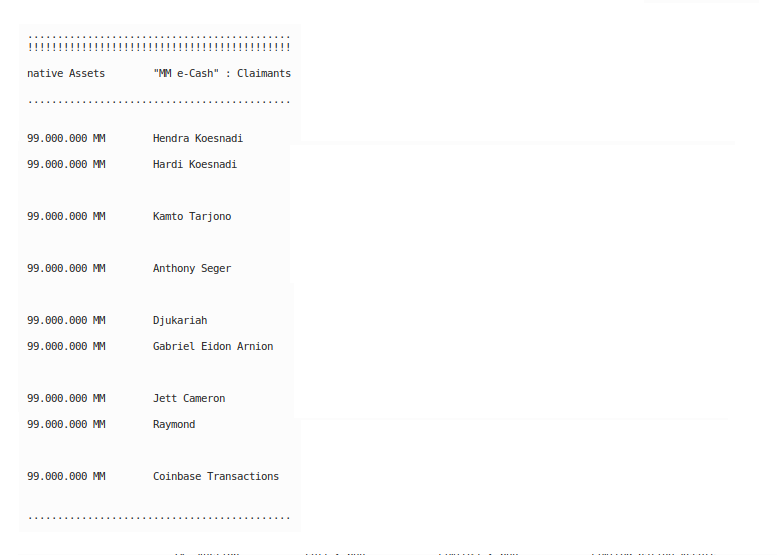 ............................................
!!!!!!!!!!!!!!!!!!!!!!!!!!!!!!!!!!!!!!!!!!!!
native Assets        "MM e-Cash" : Claimants
............................................
99.000.000 MM        Hendra Koesnadi
99.000.000 MM        Hardi Koesnadi
99.000.000 MM        Kamto Tarjono
99.000.000 MM        Anthony Seger
99.000.000 MM        Djukariah
99.000.000 MM        Gabriel Eidon Arnion
99.000.000 MM        Jett Cameron
99.000.000 MM        Raymond
99.000.000 MM        Coinbase Transactions
............................................